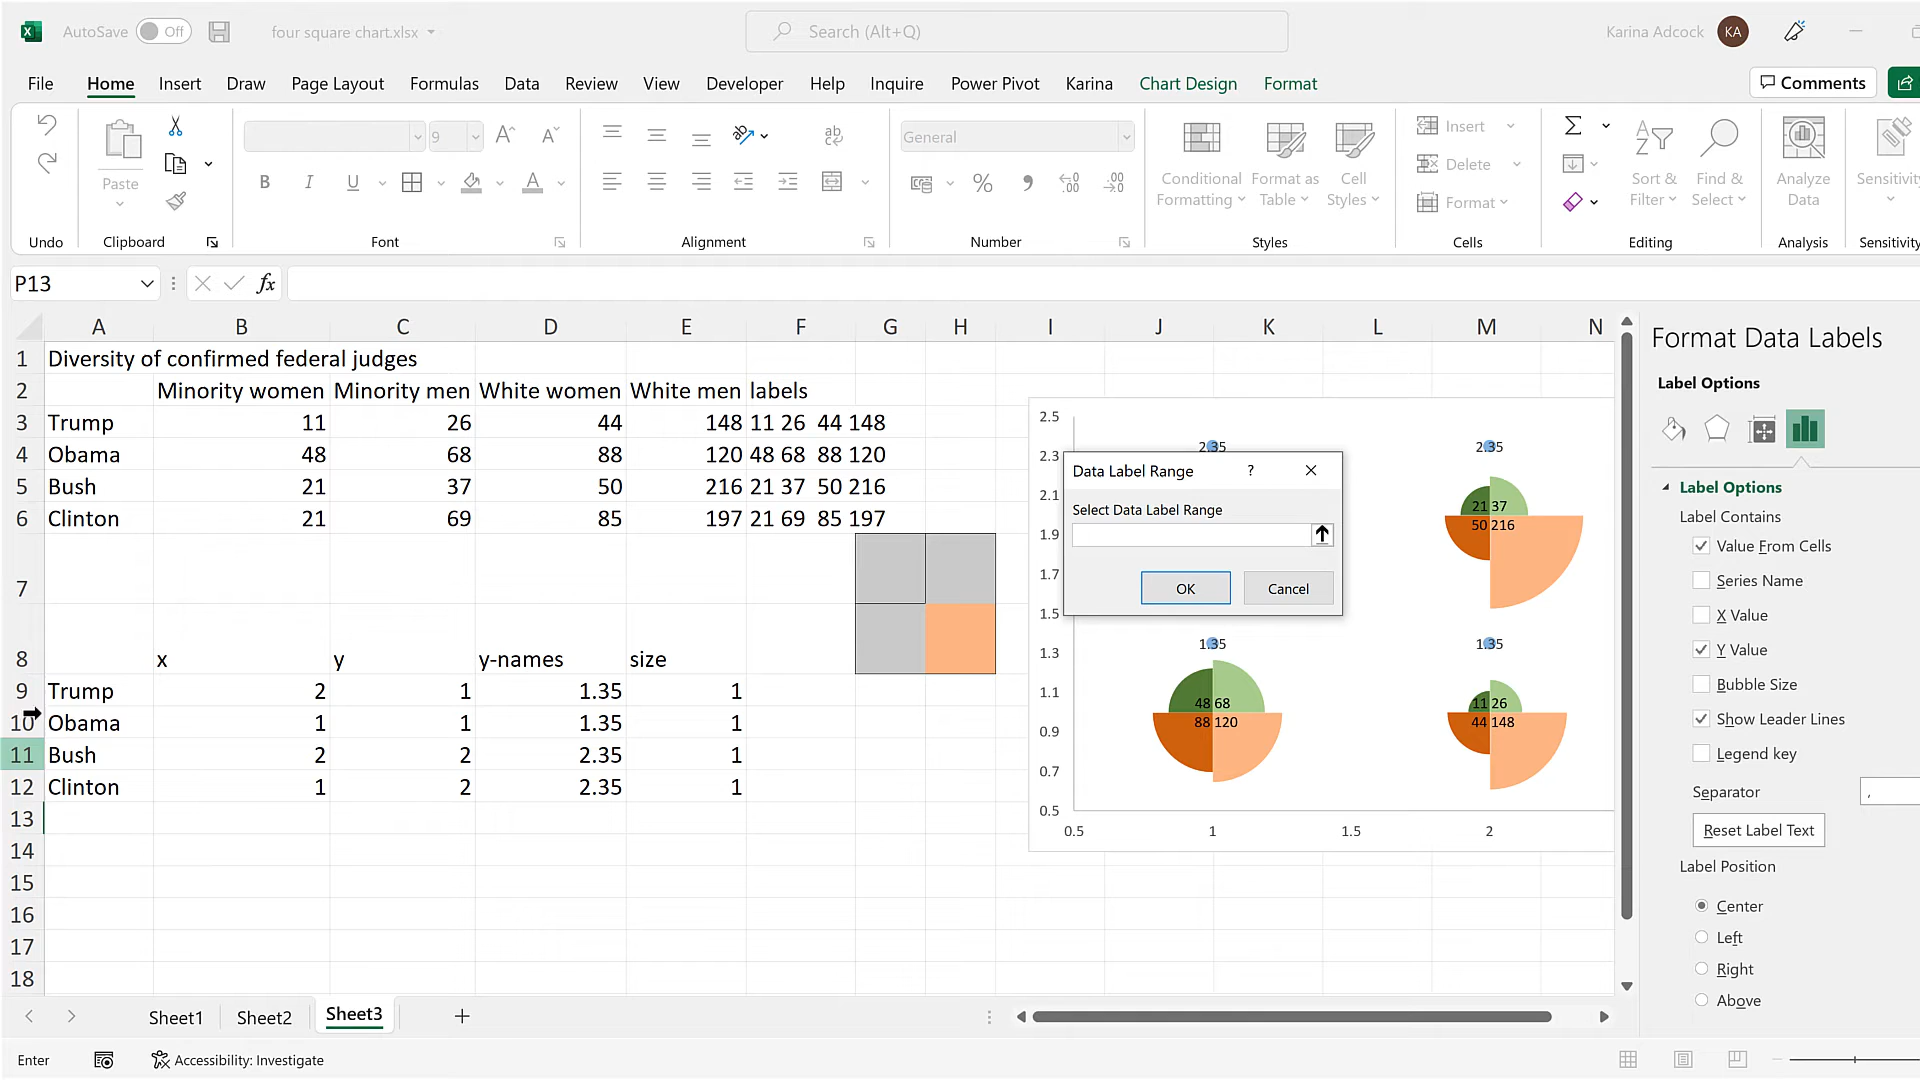 AutoSave Off four square chart.xlsx Search (Alt+Q) Karina Adcock KA
File Home Insert Draw Page Layout Formulas Data Review View Developer Help Inquire Power Pivot Karina Chart Design Format Comments
Paste
9
General
Conditional Formatting
Format as Table
Cell Styles
Insert
Delete
Format
Sort & Filter
Find & Select
Analyze Data
Sensitivity
Undo Clipboard Font Alignment Number Styles Cells Editing Analysis Sensitivity
P13 fx
A B C D E F G H I J K L M N
1 Diversity of confirmed federal judges
2 Minority women Minority men White women White men labels
3 Trump 11 26 44 148 11 26 44 148
4 Obama 48 68 88 120 48 68 88 120
5 Bush 21 37 50 216 21 37 50 216
6 Clinton 21 69 85 197 21 69 85 197
7
8 x y y-names size
9 Trump 2 1 1.35 1
10 Obama 1 1 1.35 1
11 Bush 2 2 2.35 1
12 Clinton 1 2 2.35 1
13
14
15
16
17
18
2.5
2.3
2.1
1.9
1.7
1.5
1.3
1.1
0.9
0.7
0.5
0.5 1 1.5 2
2.35 2.35
21 37
50 216
1.35 1.35
48 68
88 120
11 26
44 148
Data Label Range ?
Select Data Label Range
OK Cancel
Format Data Labels
Label Options
Label Options
Label Contains
Value From Cells
Series Name
X Value
Y Value
Bubble Size
Show Leader Lines
Legend key
Separator ,
Reset Label Text
Label Position
Center
Left
Right
Above
Sheet1 Sheet2 Sheet3
Enter Accessibility: Investigate